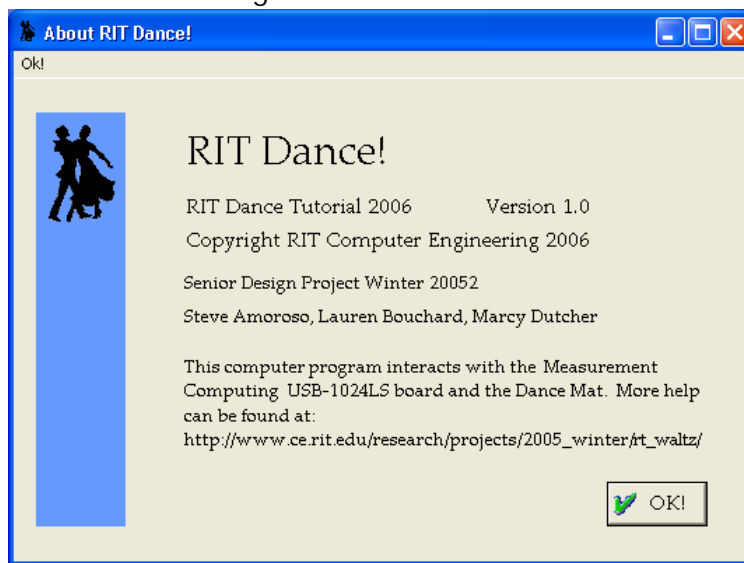 About RIT Dance!
Ok!
RIT Dance!
RIT Dance Tutorial 2006 Version 1.0
Copyright RIT Computer Engineering 2006
Senior Design Project Winter 20052
Steve Amoroso, Lauren Bouchard, Marcy Dutcher
This computer program interacts with the Measurement
Computing USB-1024LS board and the Dance Mat. More help
can be found at:
http://www.ce.rit.edu/research/projects/2005_winter/rt_waltz/
OK!